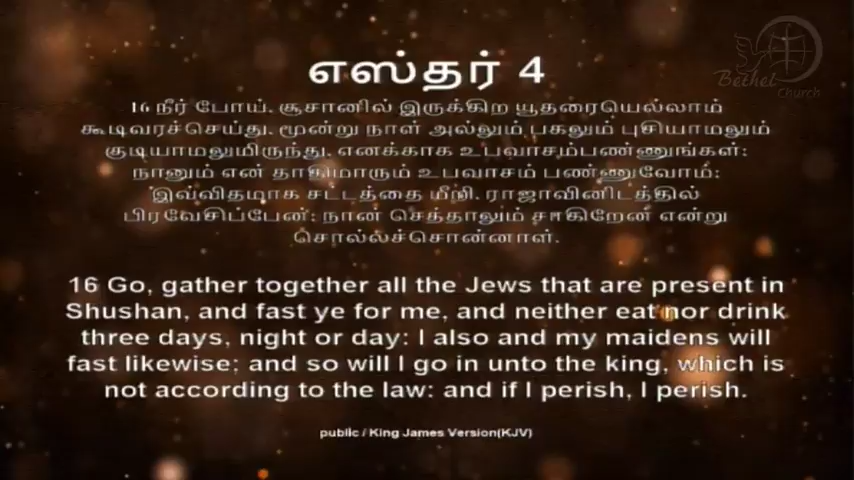 எஸ்தர் 4
Bethel
Church
16 நீர் போய், சூசானில் இருக்கிற யூதரையெல்லாம்
கூடிவரச்செய்து, மூன்று நாள் அல்லும் பகலும் புசியாமலும்
குடியாமலுமிருந்து, எனக்காக உபவாசம்பண்ணுங்கள்;
நானும் என் தாதிமாரும் உபவாசம் பண்ணுவோம்;
இவ்விதமாக சட்டத்தை மீறி, ராஜாவினிடத்தில்
பிரவேசிப்பேன்; நான் செத்தாலும் சாகிறேன் என்று
சொல்லச்சொன்னாள்.
16 Go, gather together all the Jews that are present in
Shushan, and fast ye for me, and neither eat nor drink
three days, night or day: I also and my maidens will
fast likewise; and so will I go in unto the king, which is
not according to the law: and if I perish, I perish.
public / King James Version(KJV)